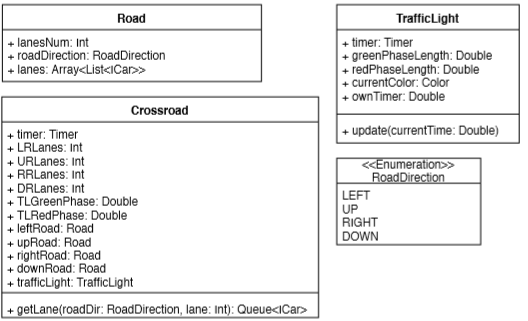 Road
+ lanesNum: Int
+ roadDirection: RoadDirection
+ lanes: Array<List<ICar>>
TrafficLight
+ timer: Timer
+ greenPhaseLength: Double
+ redPhaseLength: Double
+ currentColor: Color
+ ownTimer: Double
+ update(currentTime: Double)
Crossroad
+ timer: Timer
+ LRLanes: Int
+ URLanes: Int
+ RRLanes: Int
+ DRLanes: Int
+ TLGreenPhase: Double
+ TLRedPhase: Double
+ leftRoad: Road
+ upRoad: Road
+ rightRoad: Road
+ downRoad: Road
+ trafficLight: TrafficLight
+ getLane(roadDir: RoadDirection, lane: Int): Queue<ICar>
<<Enumeration>>
RoadDirection
LEFT
UP
RIGHT
DOWN